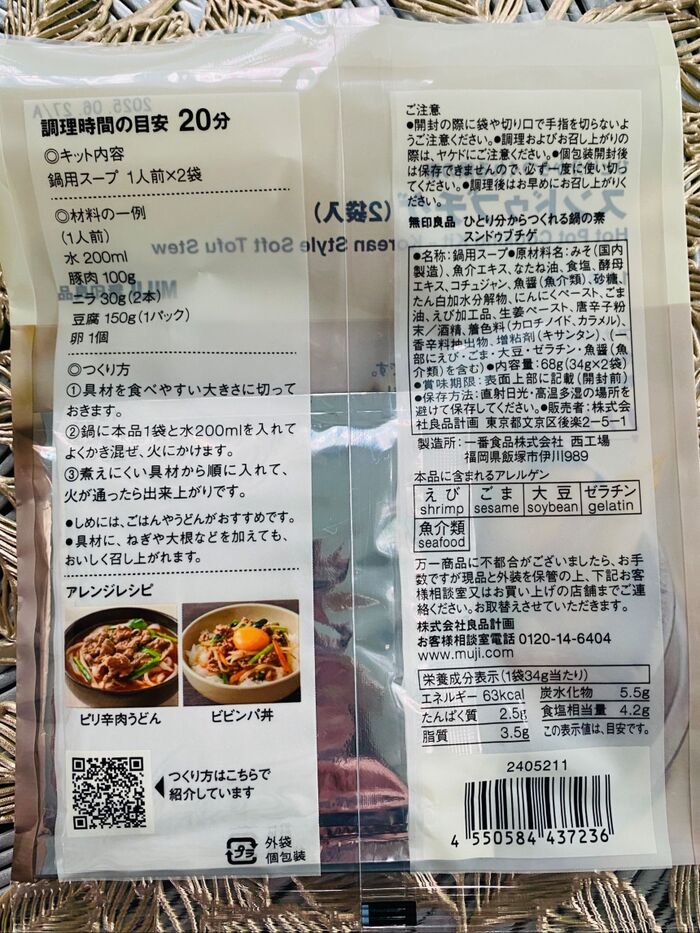 調理時間の目安 20分
◎キット内容
鍋用スープ 1人前×2袋
◎材料の一例
(1人前)
水 200ml
豚肉 100g
ニラ 30g(2本)
豆腐 150g(1パック)
卵 1個
◎つくり方
①具材を食べやすい大きさに切って
おきます。
②鍋に本品1袋と水200mlを入れて
よくかき混ぜ、火にかけます。
③煮えにくい具材から順に入れて、
火が通ったら出来上がりです。
●しめには、ごはんやうどんがおすすめです。
●具材に、ねぎや大根などを加えても、
おいしく召し上がれます。
アレンジレシピ
ピリ辛肉うどん
ビビンバ丼
つくり方はこちらで
紹介しています
プラ
外袋
個包装
ご注意
●開封の際に袋や切り口で手指を切らないよ
うご注意ください。●調理およびお召し上がりの
際は、ヤケドにご注意ください。●個包装開封後
は保存できませんので、必ず一度に使い切っ
てください。●調理後はお早めにお召し上がりく
ださい。
無印良品 ひとり分からつくれる鍋の素
スンドゥブチゲ
●名称:鍋用スープ●原材料名:みそ(国内
製造)、魚介エキス、なたね油、食塩、酵母
エキス、コチュジャン、魚醤(魚介類)、砂糖、
たん白加水分解物、にんにくペースト、ごま
油、えび加工品、生姜ペースト、唐辛子粉
末/酒精、着色料(カロチノイド、カラメル)、
香辛料抽出物、増粘剤(キサンタン)、(一
部にえび・ごま・大豆・ゼラチン・魚醤(魚
介類)を含む)●内容量:68g(34g×2袋)
●賞味期限:表面上部に記載(開封前)
●保存方法:直射日光・高温多湿の場所を
避けて保存してください。●販売者:株式会
社良品計画 東京都文京区後楽2-5-1
製造所:一番食品株式会社 西工場
福岡県飯塚市伊川989
本品に含まれるアレルゲン
えび ごま 大豆 ゼラチン
shrimp sesame soybean gelatin
魚介類
seafood
万一商品に不都合がございましたら、お手
数ですが現品と外装を保管の上、下記お客
様相談室又はお買い上げの店舗までご連
絡ください。お取替えさせていただきます。
株式会社良品計画
お客様相談室電話 0120-14-6404
www.muji.com
栄養成分表示(1袋34g当たり)
エネルギー 63kcal 炭水化物 5.5g
たんぱく質 2.5g 食塩相当量 4.2g
脂質 3.5g この表示値は、目安です。
2405211
4 550584 437236
2025. 06. 27/A
(2袋入)
スンドゥブチゲ
Korean Style Soft Tofu Stew
MUJI 無印良品